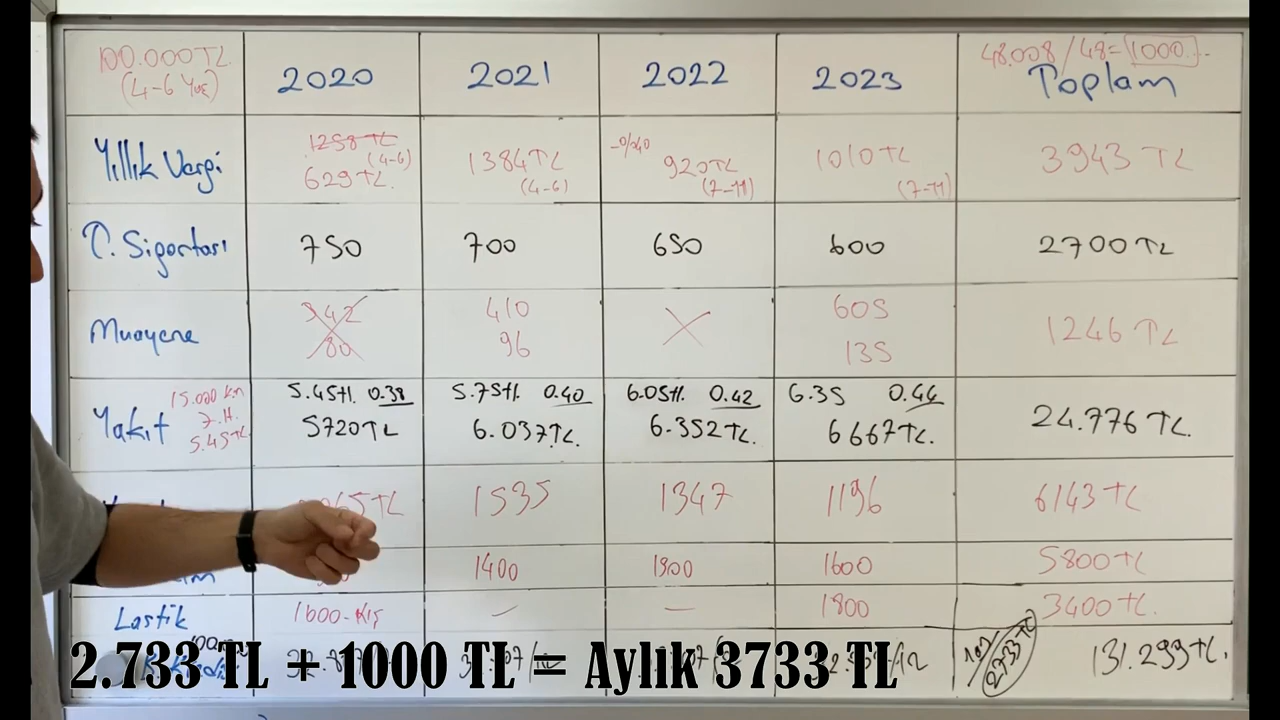 100.000 TL
(4-6 Yaş)
2020
2021
2022
2023
48.008 / 48 = 1000.-
Toplam
Yıllık Vergi
1258 TL
(4-6)
629 TL.
1384 TL
(4-6)
-%40
920 TL
(7-11)
1010 TL
(7-11)
3943 TL
T. Sigortası
750
700
650
600
2700 TL
Muayene
342
80
410
96
605
135
1246 TL
Yakıt
15.000 km
7.H.
5.45 TL
5.45 tl. 0.38
5720 TL
5.75 tl. 0.40
6.037 TL.
6.05 tl. 0.42
6.352 TL.
6.35 0.44
6667 TL.
24.776 TL.
1535
1347
1196
6143 TL
1400
1600
5800 TL
Lastik
1600-Kış
—
—
1800
3400 TL.
2733 TL
131.299 TL.
2.733 TL + 1000 TL = Aylık 3733 TL